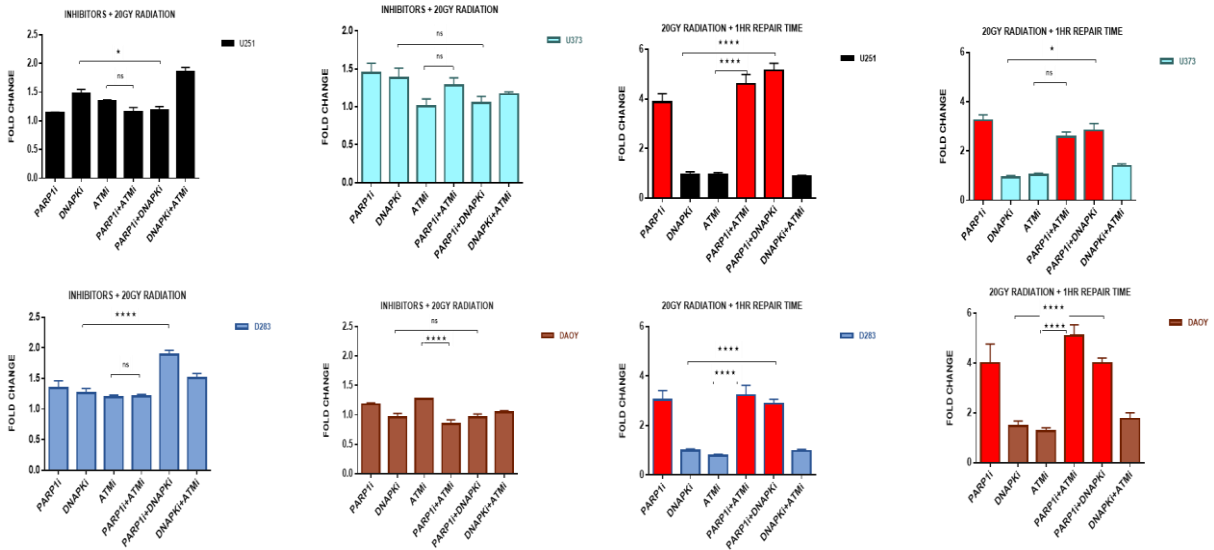 INHIBITORS + 20GY RADIATION
U251
FOLD CHANGE
2.5
2.0
1.5
1.0
0.5
0.0
*
ns
PARP1i
DNAPKi
ATMi
PARP1i+ATMi
PARP1i+DNAPKi
DNAPKi+ATMi
INHIBITORS + 20GY RADIATION
U373
FOLD CHANGE
2.0
1.5
1.0
0.5
0.0
ns
ns
PARP1i
DNAPKi
ATMi
PARP1i+ATMi
PARP1i+DNAPKi
DNAPKi+ATMi
20GY RADIATION + 1HR REPAIR TIME
U251
FOLD CHANGE
6
4
2
0
****
****
PARP1i
DNAPKi
ATMi
PARP1i+ATMi
PARP1i+DNAPKi
DNAPKi+ATMi
20GY RADIATION + 1HR REPAIR TIME
U373
FOLD CHANGE
6
4
2
0
*
ns
PARP1i
DNAPKi
ATMi
PARP1i+ATMi
PARP1i+DNAPKi
DNAPKi+ATMi
INHIBITORS + 20GY RADIATION
D283
FOLD CHANGE
2.5
2.0
1.5
1.0
0.5
0.0
****
ns
PARP1i
DNAPKi
ATMi
PARP1i+ATMi
PARP1i+DNAPKi
DNAPKi+ATMi
INHIBITORS + 20GY RADIATION
DAOY
FOLD CHANGE
2.0
1.5
1.0
0.5
0.0
ns
****
PARP1i
DNAPKi
ATMi
PARP1i+ATMi
PARP1i+DNAPKi
DNAPKi+ATMi
20GY RADIATION + 1HR REPAIR TIME
D283
FOLD CHANGE
6
4
2
0
****
****
PARP1i
DNAPKi
ATMi
PARP1i+ATMi
PARP1i+DNAPKi
DNAPKi+ATMi
20GY RADIATION + 1HR REPAIR TIME
DAOY
FOLD CHANGE
6
4
2
0
****
****
PARP1i
DNAPKi
ATMi
PARP1i+ATMi
PARP1i+DNAPKi
DNAPKi+ATMi